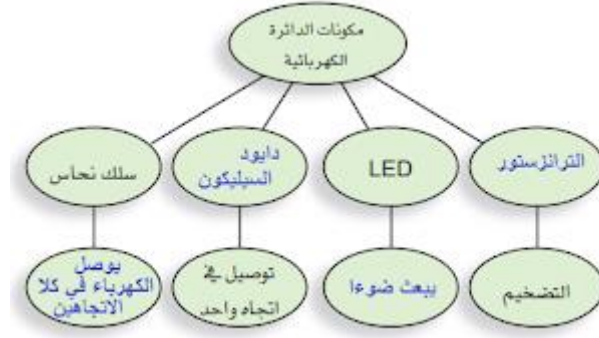 مكونات الدائرة
الكهربائية
سلك نحاس
دايود
السيليكون
LED
الترانزستور
يوصل
الكهرباء في كلا
الاتجاهين
توصيل في
اتجاه واحد
يبعث ضوءا
التضخيم